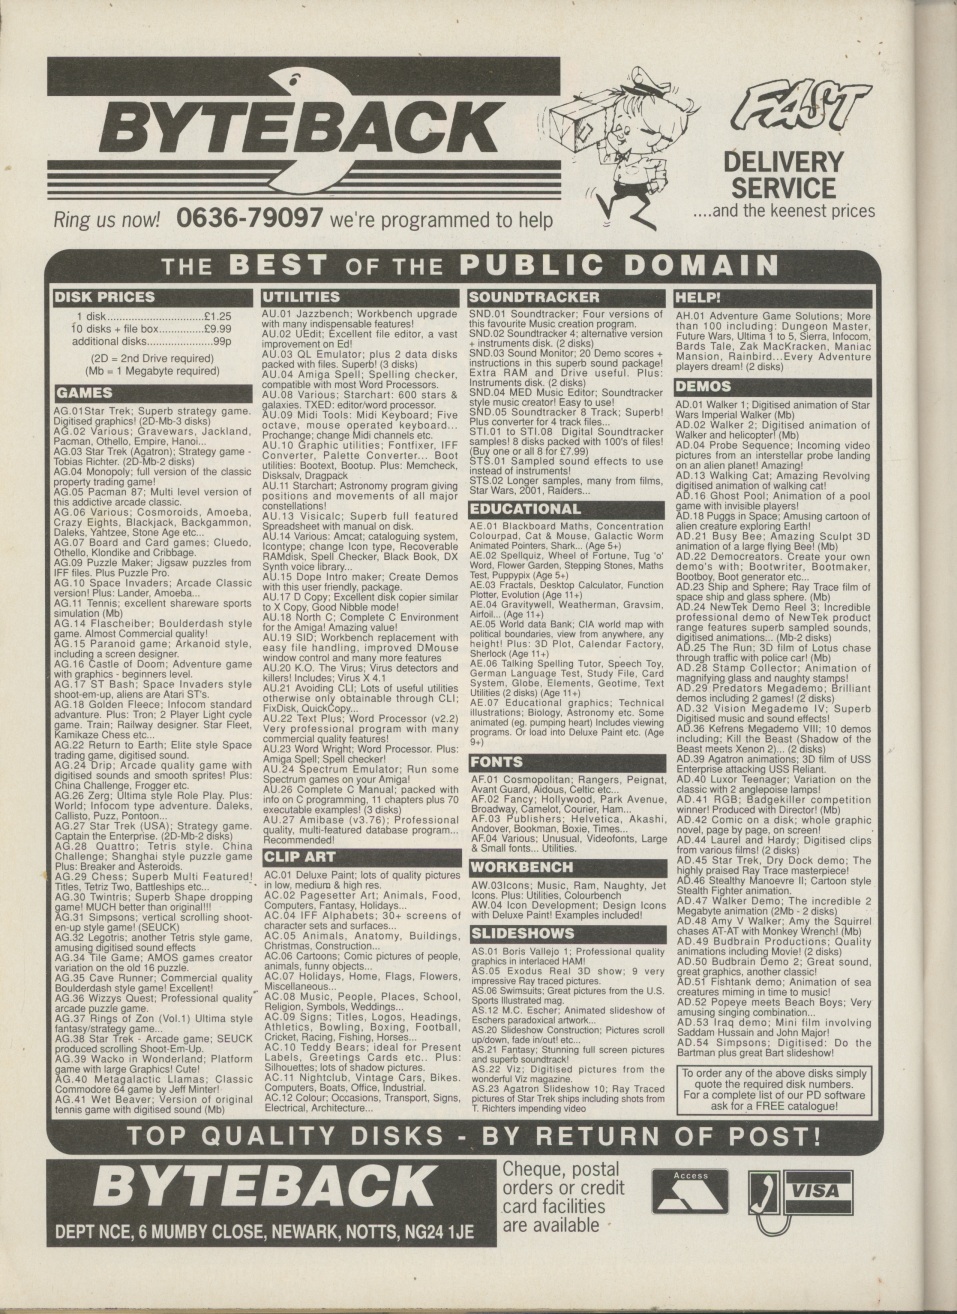 BYTEBACK
FAST
DELIVERY
SERVICE
....and the keenest prices
Ring us now! 0636-79097 we're programmed to help
THE BEST OF THE PUBLIC DOMAIN
DISK PRICES
1 disk..............................£1.25
10 disks + file box...............£9.99
additional disks.....................99p
(2D = 2nd Drive required)
(Mb = 1 Megabyte required)
GAMES
AG.01Star Trek; Superb strategy game.
Digitised graphics! (2D-Mb-3 disks)
AG.02 Various; Gravewars, Jackland,
Pacman, Othello, Empire, Hanoi...
AG.03 Star Trek (Agatron); Strategy game -
Tobias Richter. (2D-Mb-2 disks)
AG.04 Monopoly; full version of the classic
property trading game!
AG.05 Pacman 87; Multi level version of
this addictive arcade classic.
AG.06 Various; Cosmoroids, Amoeba,
Crazy Eights, Blackjack, Backgammon,
Daleks, Yahtzee, Stone Age etc...
AG.07 Board and Card games; Cluedo,
Othello, Klondike and Cribbage.
AG.09 Puzzle Maker; Jigsaw puzzles from
IFF files. Plus Puzzle Pro.
AG.10 Space Invaders; Arcade Classic
version! Plus: Lander, Amoeba...
AG.11 Tennis; excellent shareware sports
simulation (Mb)
AG.14 Flascheiber; Boulderdash style
game. Almost Commercial quality!
AG.15 Paranoid game; Arkanoid style,
including a screen designer.
AG.16 Castle of Doom; Adventure game
with graphics - beginners level.
AG.17 ST Bash; Space Invaders style
shoot-em-up, aliens are Atari ST's.
AG.18 Golden Fleece; Infocom standard
advanture. Plus: Tron; 2 Player Light cycle
game. Train; Railway designer. Star Fleet,
Kamikaze Chess etc...
AG.22 Return to Earth; Elite style Space
trading game, digitised sound.
AG.24 Drip; Arcade quality game with
digitised sounds and smooth sprites! Plus:
China Challenge, Frogger etc.
AG.26 Zerg; Ultima style Role Play. Plus:
World; Infocom type adventure. Daleks,
Callisto, Puzz, Pontoon...
AG.27 Star Trek (USA); Strategy game.
Captain the Enterprise. (2D-Mb-2 disks)
AG.28 Quattro; Tetris style. China
Challenge; Shanghai style puzzle game
Plus: Breaker and Asteroids.
AG.29 Chess; Superb Multi Featured!
Titles, Tetriz Two, Battleships etc...
AG.30 Twintris; Superb Shape dropping
game! MUCH better than original!!!
AG.31 Simpsons; vertical scrolling shoot-
en-up style game! (SEUCK)
AG.32 Legotris; another Tetris style game,
amusing digitised sound effects
AG.34 Tile Game; AMOS games creator
variation on the old 16 puzzle.
AG.35 Cave Runner; Commercial quality
Boulderdash style game! Excellent!
AG.36 Wizzys Quest; Professional quality
arcade puzzle game.
AG.37 Rings of Zon (Vol.1) Ultima style
fantasy/strategy game...
AG.38 Star Trek - Arcade game; SEUCK
produced scrolling Shoot-Em-Up.
AG.39 Wacko in Wonderland; Platform
game with large Graphics! Cute!
AG.40 Metagalactic Llamas; Classic
Commodore 64 game by Jeff Minter!
AG.41 Wet Beaver; Version of original
tennis game with digitised sound (Mb)
UTILITIES
AU.01 Jazzbench; Workbench upgrade
with many indispensable features!
AU.02 UEdit; Excellent file editor, a vast
improvement on Ed!
AU.03 QL Emulator; plus 2 data disks
packed with files. Superb! (3 disks)
AU.04 Amiga Spell; Spelling checker,
compatible with most Word Processors.
AU.08 Various; Starchart: 600 stars &
galaxies. TXED: editor/word processor.
AU.09 Midi Tools: Midi Keyboard; Five
octave, mouse operated keyboard...
Prochange; change Midi channels etc.
AU.10 Graphic utilities; Fontfixer, IFF
Converter, Palette Converter... Boot
utilities: Bootext, Bootup. Plus: Memcheck,
Disksalv, Dragpack
AU.11 Starchart; Astronomy program giving
positions and movements of all major
constellations!
AU.13 Visicalc; Superb full featured
Spreadsheet with manual on disk.
AU.14 Various: Amcat; cataloguing system,
Icontype; change Icon type, Recoverable
RAMdisk, Spell Checker, Black Book, DX
Synth voice library...
AU.15 Dope Intro maker; Create Demos
with this user friendly, package.
AU.17 D Copy; Excellent disk copier similar
to X Copy, Good Nibble mode!
AU.18 North C; Complete C Environment
for the Amiga! Amazing value!
AU.19 SID; Workbench replacement with
easy file handling, improved DMouse
window control and many more features
AU.20 K.O. The Virus; Virus detectors and
killers! Includes; Virus X 4.1
AU.21 Avoiding CLI; Lots of useful utilities
otherwise only obtainable through CLI;
FixDisk, QuickCopy...
AU.22 Text Plus; Word Processor (v2.2)
Very professional program with many
commercial quality features!
AU.23 Word Wright; Word Processor. Plus:
Amiga Spell; Spell checker!
AU.24 Spectrum Emulator; Run some
Spectrum games on your Amiga!
AU.26 Complete C Manual; packed with
info on C programming, 11 chapters plus 70
executable examples! (3 disks)
AU.27 Amibase (v3.76); Professional
quality, multi-featured database program...
Recommended!
CLIP ART
AC.01 Deluxe Paint; lots of quality pictures
in low, medium & high res.
AC.02 Pagesetter Art; Animals, Food,
Computers, Fantasy, Holidays...
AC.04 IFF Alphabets; 30+ screens of
character sets and surfaces...
AC.05 Animals, Anatomy, Buildings,
Christmas, Construction...
AC.06 Cartoons; Comic pictures of people,
animals, funny objects...
AC.07 Holidays, Home, Flags, Flowers,
Miscellaneous...
AC.08 Music, People, Places, School,
Religion, Symbols, Weddings...
AC.09 Signs; Titles, Logos, Headings,
Athletics, Bowling, Boxing, Football,
Cricket, Racing, Fishing, Horses...
AC.10 Teddy Bears; ideal for Present
Labels, Greetings Cards etc.. Plus:
Silhouettes; lots of shadow pictures.
AC.11 Nightclub, Vintage Cars, Bikes.
Computers, Boats, Office, Industrial.
AC.12 Colour; Occasions, Transport, Signs,
Electrical, Architecture...
SOUNDTRACKER
SND.01 Soundtracker; Four versions of
this favourite Music creation program.
SND.02 Soundtracker 4; alternative version
+ instruments disk. (2 disks)
SND.03 Sound Monitor; 20 Demo scores +
instructions in this superb sound package!
Extra RAM and Drive useful. Plus:
Instruments disk. (2 disks)
SND.04 MED Music Editor; Soundtracker
style music creator! Easy to use!
SND.05 Soundtracker 8 Track; Superb!
Plus converter for 4 track files...
STI.01 to STI.08 Digital Soundtracker
samples! 8 disks packed with 100's of files!
(Buy one or all 8 for £7.99)
STS.01 Sampled sound effects to use
instead of instruments!
STS.02 Longer samples, many from films,
Star Wars, 2001, Raiders...
EDUCATIONAL
AE.01 Blackboard Maths, Concentration
Colourpad, Cat & Mouse, Galactic Worm
Animated Pointers, Shark... (Age 5+)
AE.02 Spellquiz, Wheel of Fortune, Tug 'o'
Word, Flower Garden, Stepping Stones, Maths
Test, Puppypix (Age 5+)
AE.03 Fractals, Desktop Calculator, Function
Plotter, Evolution (Age 11+)
AE.04 Gravitywell, Weatherman, Gravsim,
Airfoil... (Age 11+)
AE.05 World data Bank; CIA world map with
political boundaries, view from anywhere, any
height! Plus: 3D Plot, Calendar Factory,
Sherlock (Age 11+)
AE.06 Talking Spelling Tutor, Speech Toy,
German Language Test, Study File, Card
System, Globe, Elements, Geotime, Text
Utilities (2 disks) (Age 11+)
AE.07 Educational graphics; Technical
Illustrations; Biology, Astronomy etc. Some
animated (eg. pumping heart) Includes viewing
programs. Or load into Deluxe Paint etc. (Age
9+)
FONTS
AF.01 Cosmopolitan; Rangers, Peignat,
Avant Guard, Aidous, Celtic etc...
AF.02 Fancy; Hollywood, Park Avenue,
Broadway, Camelot, Courier, Ham...
AF.03 Publishers; Helvetica, Akashi,
Andover, Bookman, Boxie, Times...
AF.04 Various; Unusual, Videofonts, Large
& Small fonts... Utilities.
WORKBENCH
AW.03Icons; Music, Ram, Naughty, Jet
Icons. Plus: Utilities, Colourbench
AW.04 Icon Development; Design Icons
with Deluxe Paint! Examples included!
SLIDESHOWS
AS.01 Boris Vallejo 1; Professional quality
graphics in interlaced HAM!
AS.05 Exodus Real 3D show; 9 very
impressive Ray traced pictures.
AS.06 Swimsuits; Great pictures from the U.S.
Sports Illustrated mag.
AS.12 M.C. Escher; Animated slideshow of
Eschers paradoxical artwork...
AS.20 Slideshow Construction; Pictures scroll
up/down, fade in/out! etc...
AS.21 Fantasy; Stunning full screen pictures
and superb soundtrack!
AS.22 Viz; Digitised pictures from the
wonderful Viz magazine.
AS.23 Agatron Slideshow 10; Ray Traced
pictures of Star Trek ships including shots from
T. Richters impending video
HELP!
AH.01 Adventure Game Solutions; More
than 100 including: Dungeon Master,
Future Wars, Ultima 1 to 5, Sierra, Infocom,
Bards Tale, Zak MacKracken, Maniac
Mansion, Rainbird...Every Adventure
players dream! (2 disks)
DEMOS
AD.01 Walker 1; Digitised animation of Star
Wars Imperial Walker (Mb)
AD.02 Walker 2; Digitised animation of
Walker and helicopter! (Mb)
AD.04 Probe Sequence; Incoming video
pictures from an interstellar probe landing
on an alien planet! Amazing!
AD.13 Walking Cat; Amazing Revolving
digitised animation of walking cat!
AD.16 Ghost Pool; Animation of a pool
game with invisible players!
AD.18 Puggs in Space; Amusing cartoon of
alien creature exploring Earth!
AD.21 Busy Bee; Amazing Sculpt 3D
animation of a large flying Bee! (Mb)
AD.22 Democreators. Create your own
demo's with; Bootwriter, Bootmaker,
Bootboy, Boot generator etc...
AD.23 Ship and Sphere; Ray Trace film of
space ship and glass sphere. (Mb)
AD.24 NewTek Demo Reel 3; Incredible
professional demo of NewTek product
range features superb sampled sounds,
digitised animations... (Mb-2 disks)
AD.25 The Run; 3D film of Lotus chase
through traffic with police car! (Mb)
AD.28 Stamp Collector; Animation of
magnifying glass and naughty stamps!
AD.29 Predators Megademo; Brilliant
demos including 2 games! (2 disks)
AD.32 Vision Megademo IV; Superb
Digitised music and sound effects!
AD.36 Kefrens Megademo VIII; 10 demos
including; Kill the Beast (Shadow of the
Beast meets Xenon 2)... (2 disks)
AD.39 Agatron animations; 3D film of USS
Enterprise attacking USS Reliant.
AD.40 Luxor Teenager; Variation on the
classic with 2 anglepoise lamps!
AD.41 RGB; Badgekiller competition
winner! Produced with Director! (Mb)
AD.42 Comic on a disk; whole graphic
novel, page by page, on screen!
AD.44 Laurel and Hardy; Digitised clips
from various films! (2 disks)
AD.45 Star Trek, Dry Dock demo; The
highly praised Ray Trace masterpiece!
AD.46 Stealthy Manoevre II; Cartoon style
Stealth Fighter animation.
AD.47 Walker Demo; The incredible 2
Megabyte animation (2Mb - 2 disks)
AD.48 Amy V Walker; Amy the Squirrel
chases AT-AT with Monkey Wrench! (Mb)
AD.49 Budbrain Productions; Quality
animations including Movie! (2 disks)
AD.50 Budbrain Demo 2; Great sound,
great graphics, another classic!
AD.51 Fishtank demo; Animation of sea
creatures miming in time to music!
AD.52 Popeye meets Beach Boys; Very
amusing singing combination...
AD.53 Iraq demo; Mini film involving
Saddam Hussain and John Major!
AD.54 Simpsons; Digitised: Do the
Bartman plus great Bart slideshow!
To order any of the above disks simply
quote the required disk numbers.
For a complete list of our PD software
ask for a FREE catalogue!
TOP QUALITY DISKS - BY RETURN OF POST!
BYTEBACK
DEPT NCE, 6 MUMBY CLOSE, NEWARK, NOTTS, NG24 1JE
Cheque, postal
orders or credit
card facilities
are available
Access
VISA